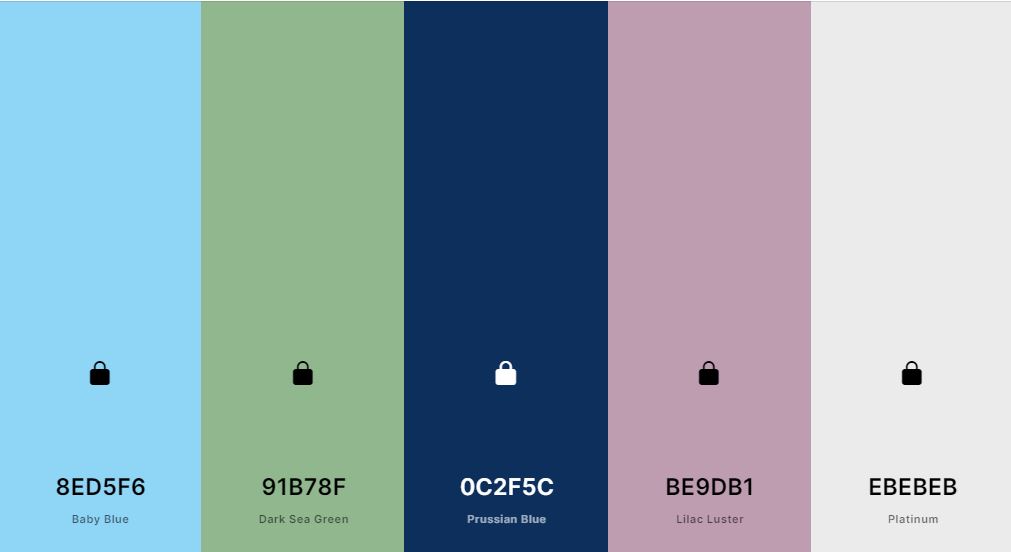 8ED5F6
Baby Blue
91B78F
Dark Sea Green
0C2F5C
Prussian Blue
BE9DB1
Lilac Luster
EBEBEB
Platinum